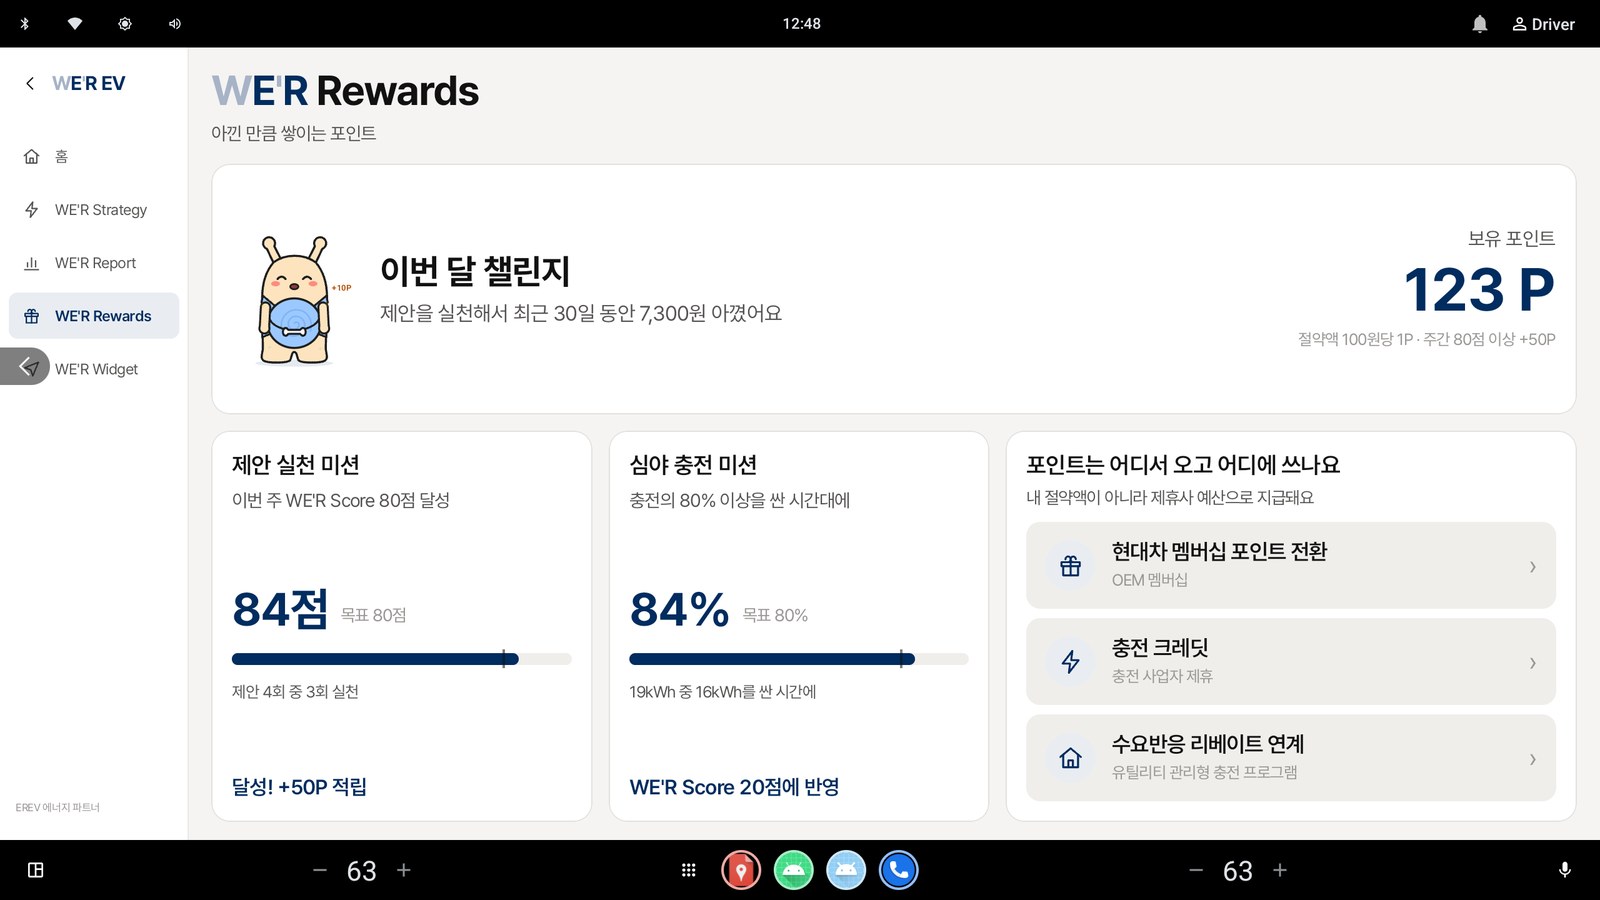 12:48
Driver
WE'R EV
홈
WE'R Strategy
WE'R Report
WE'R Rewards
WE'R Widget
EREV 에너지 파트너
WE'R Rewards
아낀 만큼 쌓이는 포인트
+10P
이번 달 챌린지
제안을 실천해서 최근 30일 동안 7,300원 아꼈어요
보유 포인트
123 P
절약액 100원당 1P · 주간 80점 이상 +50P
제안 실천 미션
이번 주 WE'R Score 80점 달성
84점 목표 80점
제안 4회 중 3회 실천
달성! +50P 적립
심야 충전 미션
충전의 80% 이상을 싼 시간대에
84% 목표 80%
19kWh 중 16kWh를 싼 시간에
WE'R Score 20점에 반영
포인트는 어디서 오고 어디에 쓰나요
내 절약액이 아니라 제휴사 예산으로 지급돼요
현대차 멤버십 포인트 전환
OEM 멤버십
충전 크레딧
충전 사업자 제휴
수요반응 리베이트 연계
유틸리티 관리형 충전 프로그램
− 63 +
− 63 +